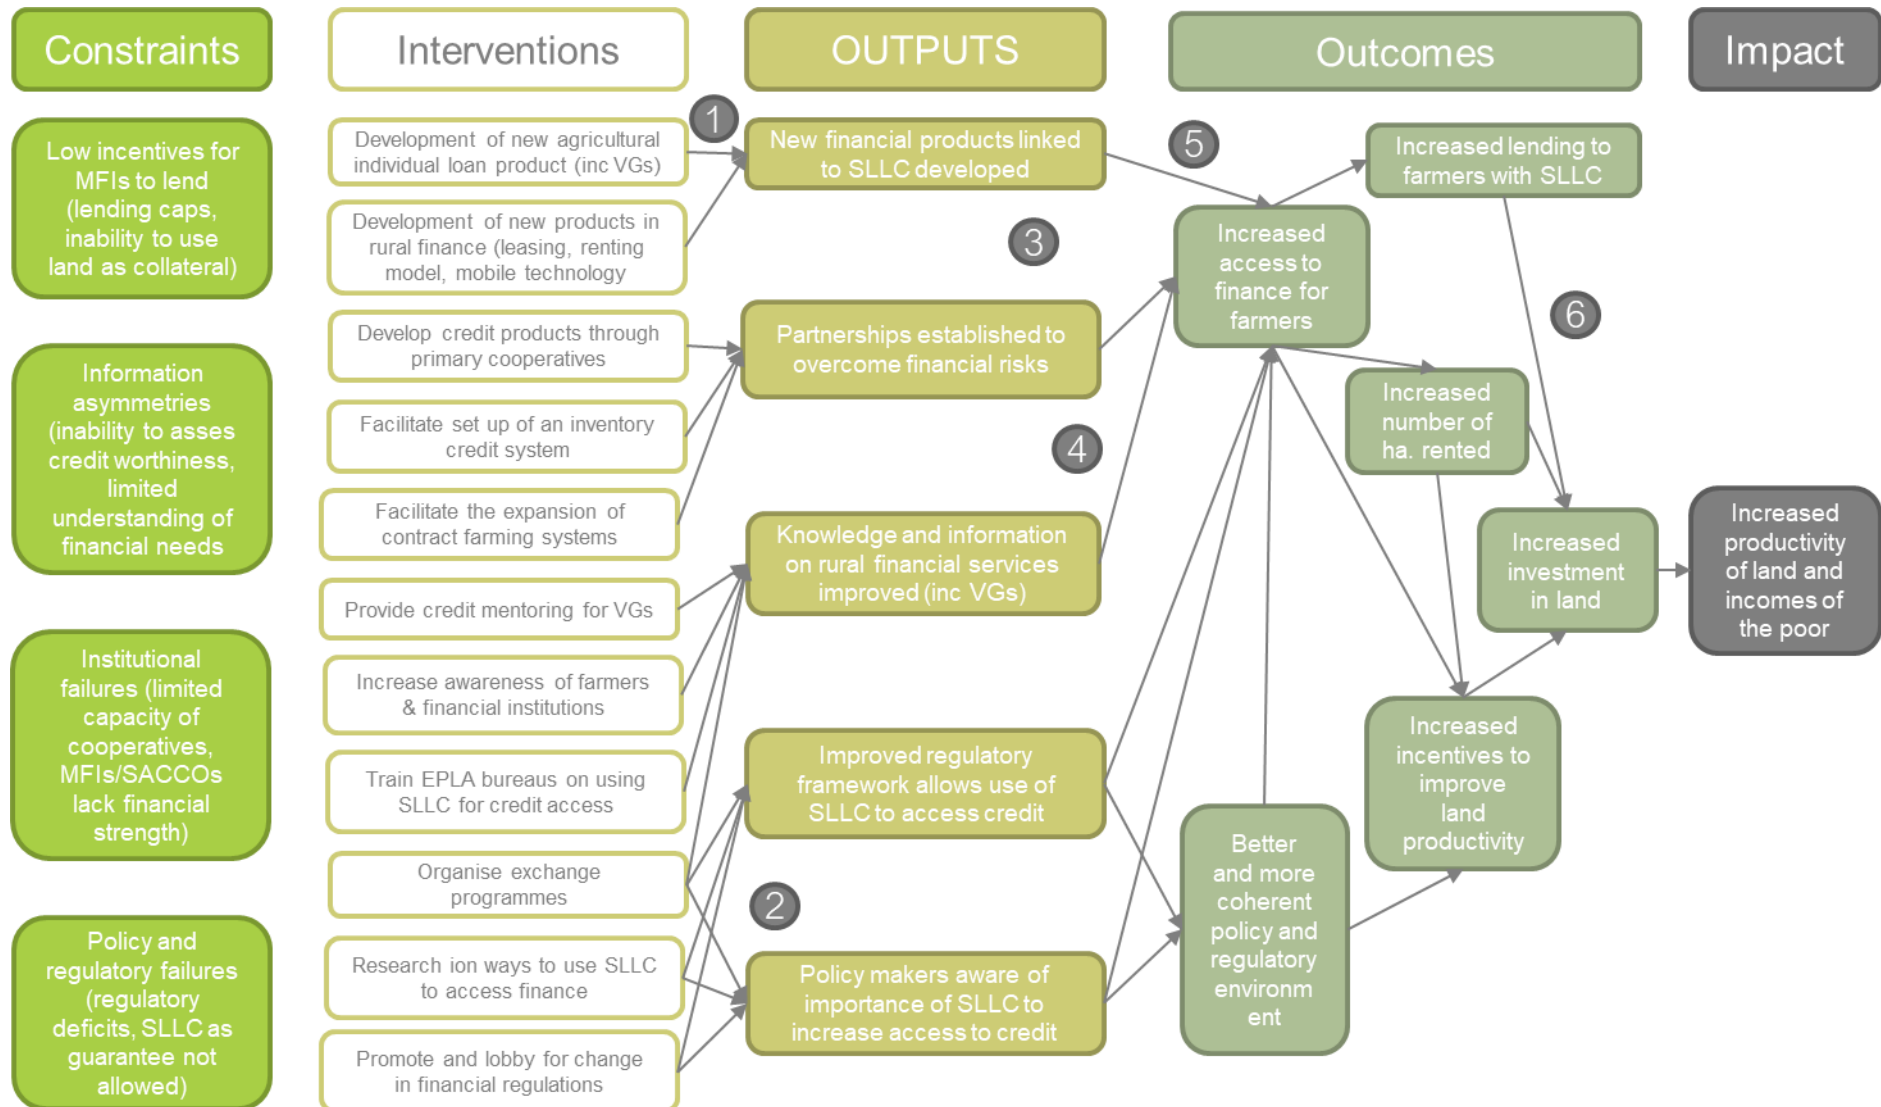 Constraints
Interventions
OUTPUTS
Outcomes
Impact
Low incentives for
MFIs to lend
(lending caps,
inability to use
land as collateral)
Information
asymmetries
(inability to asses
credit worthiness,
limited
understanding of
financial needs
Institutional
failures (limited
capacity of
cooperatives,
MFIs/SACCOs
lack financial
strength)
Policy and
regulatory failures
(regulatory
deficits, SLLC as
guarantee not
allowed)
Development of new agricultural
individual loan product (inc VGs)
Development of new products in
rural finance (leasing, renting
model, mobile technology
Develop credit products through
primary cooperatives
Facilitate set up of an inventory
credit system
Facilitate the expansion of
contract farming systems
Provide credit mentoring for VGs
Increase awareness of farmers
& financial institutions
Train EPLA bureaus on using
SLLC for credit access
Organise exchange
programmes
Research ion ways to use SLLC
to access finance
Promote and lobby for change
in financial regulations
1
2
New financial products linked
to SLLC developed
Partnerships established to
overcome financial risks
Knowledge and information
on rural financial services
improved (inc VGs)
Improved regulatory
framework allows use of
SLLC to access credit
Policy makers aware of
importance of SLLC to
increase access to credit
3
4
5
6
Increased
access to
finance for
farmers
Increased lending to
farmers with SLLC
Increased
number of
ha. rented
Increased
investment
in land
Increased
incentives to
improve
land
productivity
Better
and more
coherent
policy and
regulatory
environm
ent
Increased
productivity
of land and
incomes of
the poor